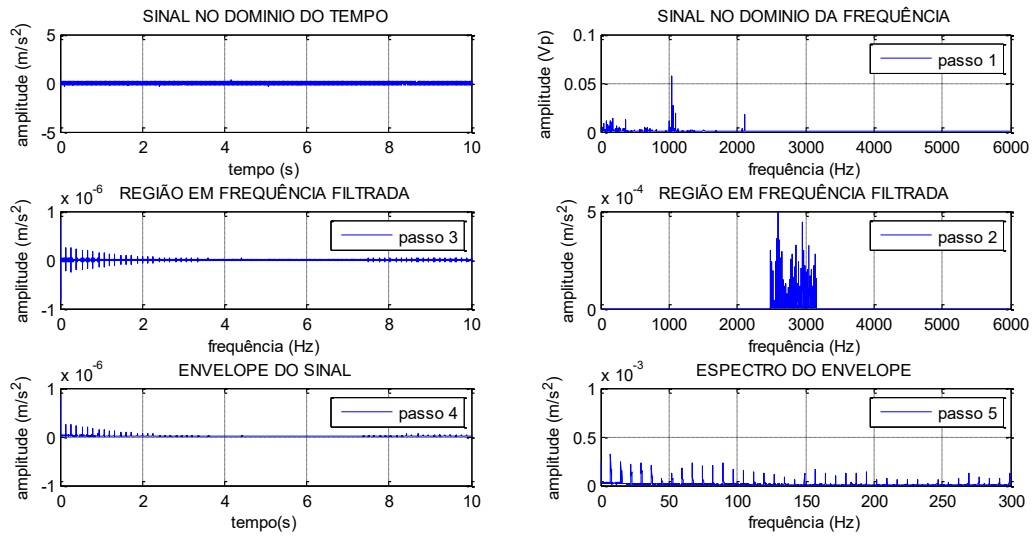 SINAL NO DOMINIO DO TEMPO
5
0
-5
amplitude (m/s²)
0 2 4 6 8 10
tempo (s)
SINAL NO DOMINIO DA FREQUÊNCIA
0.1
0.05
0
amplitude (Vp)
passo 1
0 1000 2000 3000 4000 5000 6000
frequência (Hz)
x 10⁻⁶
REGIÃO EM FREQUÊNCIA FILTRADA
1
0
-1
amplitude (m/s²)
passo 3
0 2 4 6 8 10
frequência (Hz)
x 10⁻⁴
REGIÃO EM FREQUÊNCIA FILTRADA
5
0
amplitude (m/s²)
passo 2
0 1000 2000 3000 4000 5000 6000
frequência (Hz)
x 10⁻⁶
ENVELOPE DO SINAL
1
0
-1
amplitude (m/s²)
passo 4
0 2 4 6 8 10
tempo(s)
x 10⁻³
ESPECTRO DO ENVELOPE
1
0.5
0
amplitude (m/s²)
passo 5
0 50 100 150 200 250 300
frequência (Hz)